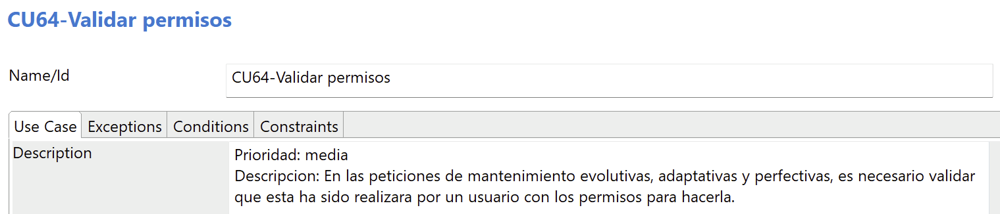 CU64-Validar permisos
Name/Id
CU64-Validar permisos
Use Case Exceptions Conditions Constraints
Description
Prioridad: media
Descripcion: En las peticiones de mantenimiento evolutivas, adaptativas y perfectivas, es necesario validar
que esta ha sido realizara por un usuario con los permisos para hacerla.